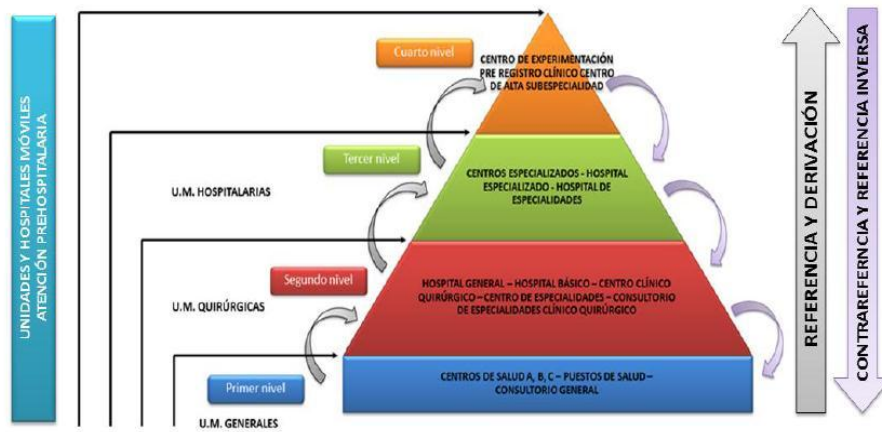 UNIDADES Y HOSPITALES MÓVILES
ATENCIÓN PREHOSPITALARIA
Cuarto nivel
CENTRO DE EXPERIMENTACIÓN
PRE REGISTRO CLÍNICO CENTRO
DE ALTA SUBESPECIALIDAD
Tercer nivel
U.M. HOSPITALARIAS
CENTROS ESPECIALIZADOS - HOSPITAL
ESPECIALIZADO - HOSPITAL DE
ESPECIALIDADES
Segundo nivel
U.M. QUIRÚRGICAS
HOSPITAL GENERAL – HOSPITAL BÁSICO – CENTRO CLÍNICO
QUIRÚRGICO – CENTRO DE ESPECIALIDADES – CONSULTORIO
DE ESPECIALIDADES CLÍNICO QUIRÚRGICO
Primer nivel
U.M. GENERALES
CENTROS DE SALUD A, B, C – PUESTOS DE SALUD –
CONSULTORIO GENERAL
REFERENCIA Y DERIVACIÓN
CONTRAREFERNCIA Y REFERENCIA INVERSA